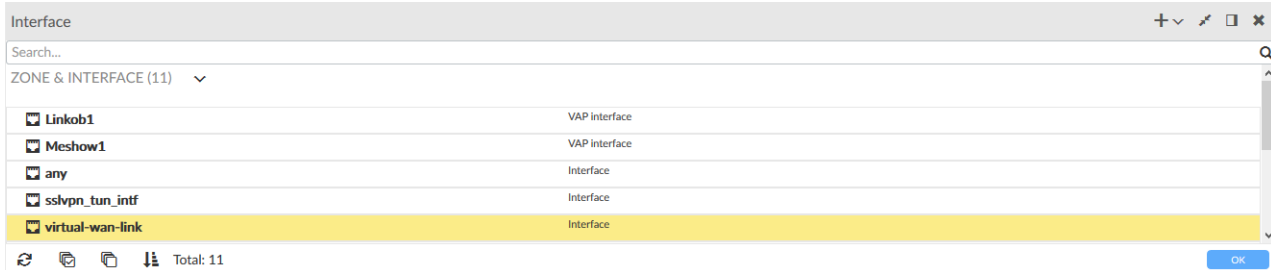 Interface
Search...
ZONE & INTERFACE (11)
Linkob1 VAP interface
Meshow1 VAP interface
any Interface
sslvpn_tun_intf Interface
virtual-wan-link Interface
Total: 11 OK